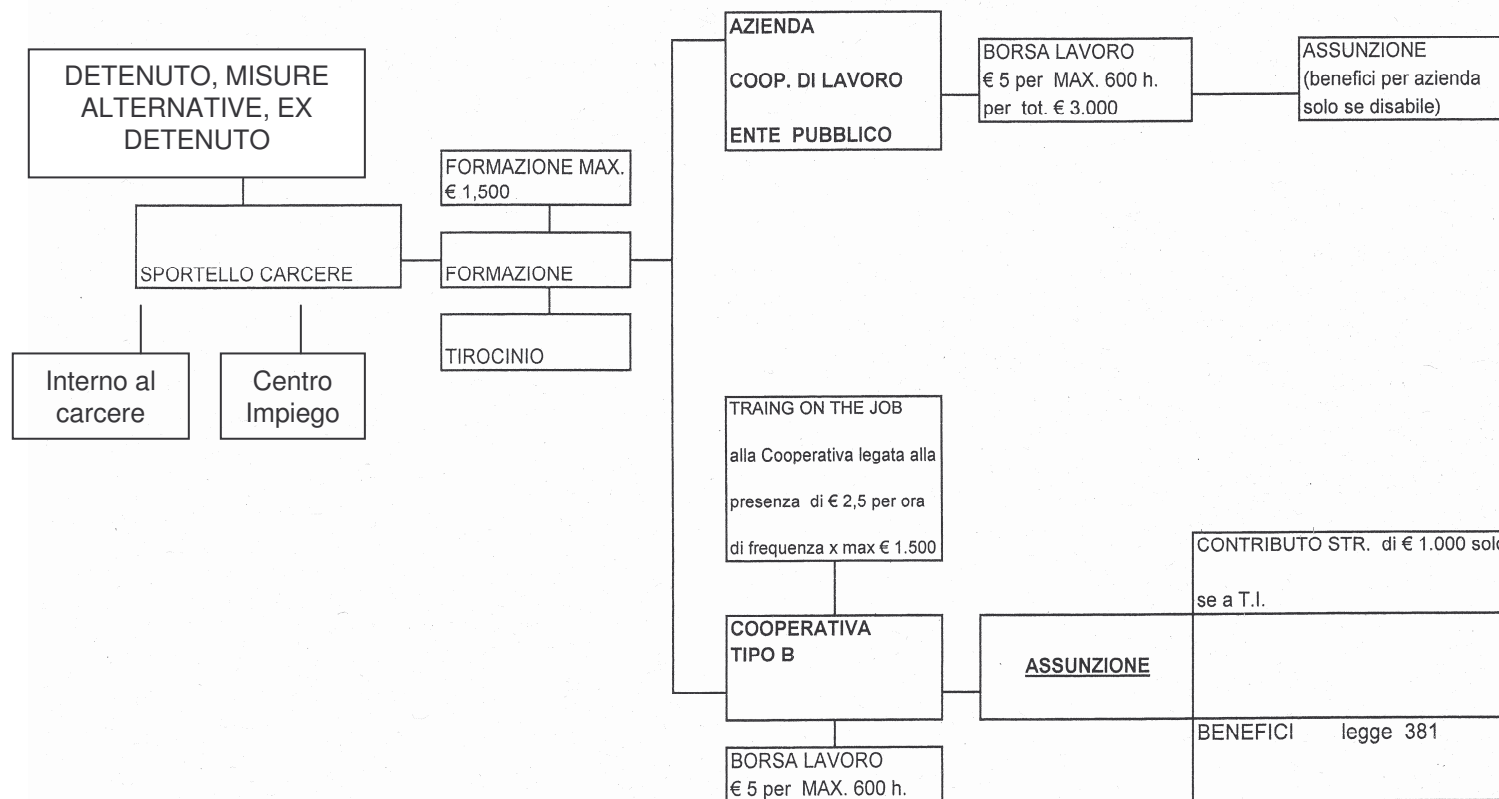 DETENUTO, MISURE
ALTERNATIVE, EX
DETENUTO
SPORTELLO CARCERE
Interno al
carcere
Centro
Impiego
FORMAZIONE MAX.
€ 1,500
FORMAZIONE
TIROCINIO
AZIENDA
COOP. DI LAVORO
ENTE PUBBLICO
BORSA LAVORO
€ 5 per MAX. 600 h.
per tot. € 3.000
ASSUNZIONE
(benefici per azienda
solo se disabile)
TRAING ON THE JOB
alla Cooperativa legata alla
presenza di € 2,5 per ora
di frequenza x max € 1.500
COOPERATIVA
TIPO B
BORSA LAVORO
€ 5 per MAX. 600 h.
ASSUNZIONE
CONTRIBUTO STR. di € 1.000 solo
se a T.I.
BENEFICI legge 381